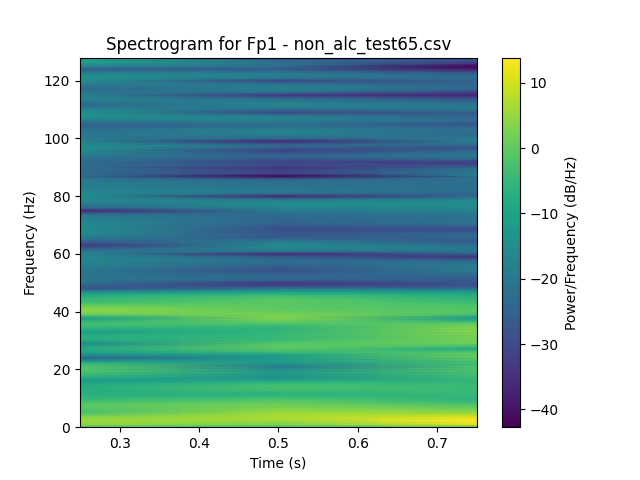 Spectrogram for Fp1 - non_alc_test65.csv
120
100
80
60
40
20
0
Frequency (Hz)
0.3 0.4 0.5 0.6 0.7
Time (s)
10
0
−10
−20
−30
−40
Power/Frequency (dB/Hz)